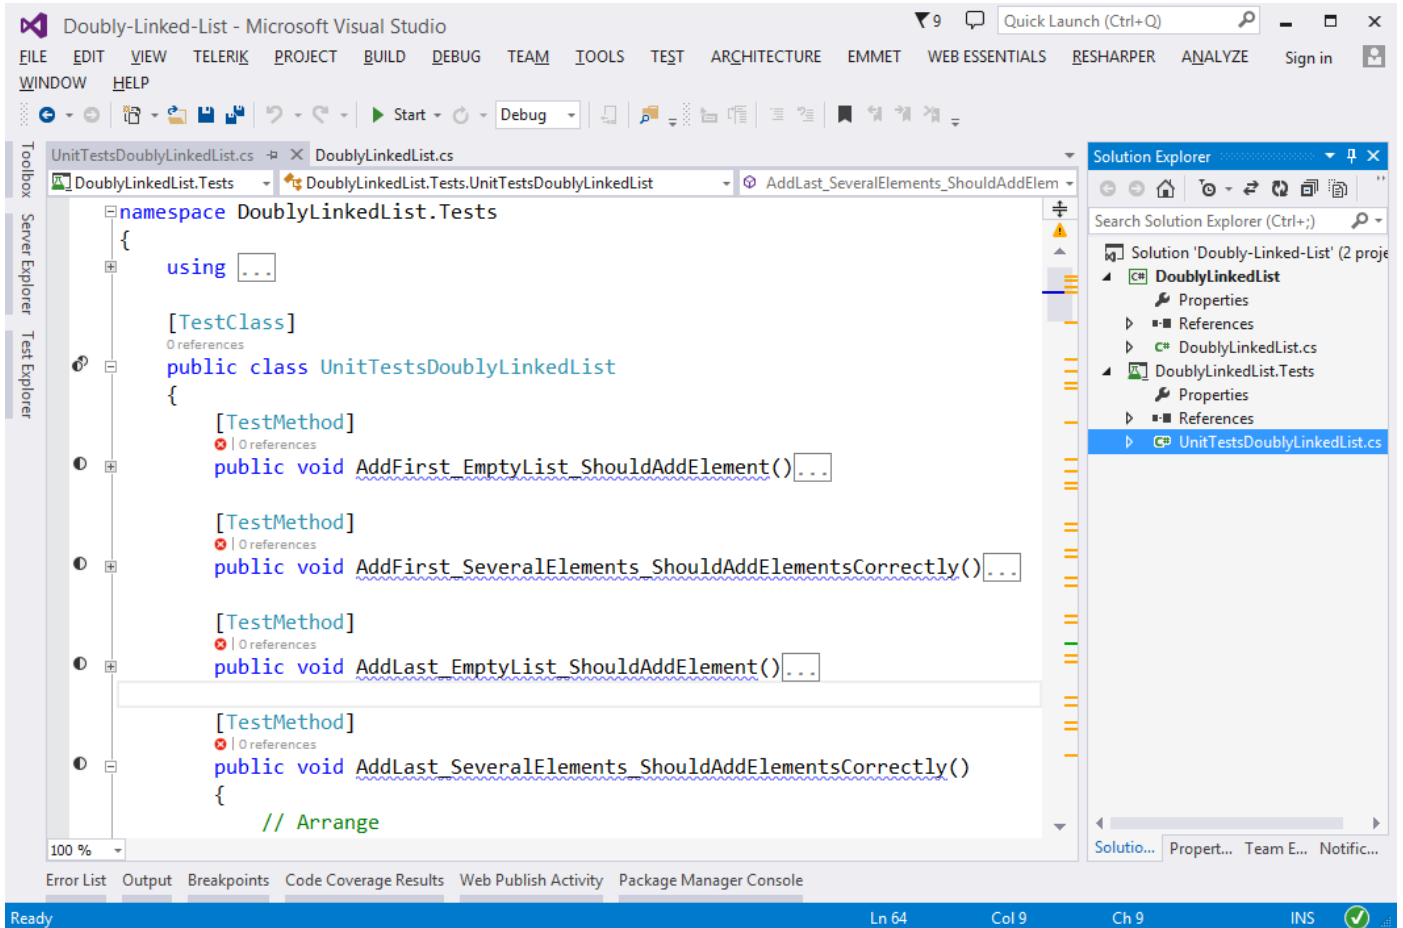 Doubly-Linked-List - Microsoft Visual Studio
9
Quick Launch (Ctrl+Q)
FILE EDIT VIEW TELERIK PROJECT BUILD DEBUG TEAM TOOLS TEST ARCHITECTURE EMMET WEB ESSENTIALS RESHARPER ANALYZE Sign in
WINDOW HELP
Start Debug
Toolbox
Server Explorer
Test Explorer
UnitTestsDoublyLinkedList.cs DoublyLinkedList.cs
DoublyLinkedList.Tests DoublyLinkedList.Tests.UnitTestsDoublyLinkedList AddLast_SeveralElements_ShouldAddElem
namespace DoublyLinkedList.Tests
{
using ...
[TestClass]
0 references
public class UnitTestsDoublyLinkedList
{
[TestMethod]
0 references
public void AddFirst_EmptyList_ShouldAddElement()...
[TestMethod]
0 references
public void AddFirst_SeveralElements_ShouldAddElementsCorrectly()...
[TestMethod]
0 references
public void AddLast_EmptyList_ShouldAddElement()...
[TestMethod]
0 references
public void AddLast_SeveralElements_ShouldAddElementsCorrectly()
{
// Arrange
100 %
Solution Explorer
Search Solution Explorer (Ctrl+;)
Solution 'Doubly-Linked-List' (2 proje
C# DoublyLinkedList
Properties
References
C# DoublyLinkedList.cs
DoublyLinkedList.Tests
Properties
References
C# UnitTestsDoublyLinkedList.cs
Solutio... Propert... Team E... Notific...
Error List Output Breakpoints Code Coverage Results Web Publish Activity Package Manager Console
Ready Ln 64 Col 9 Ch 9 INS